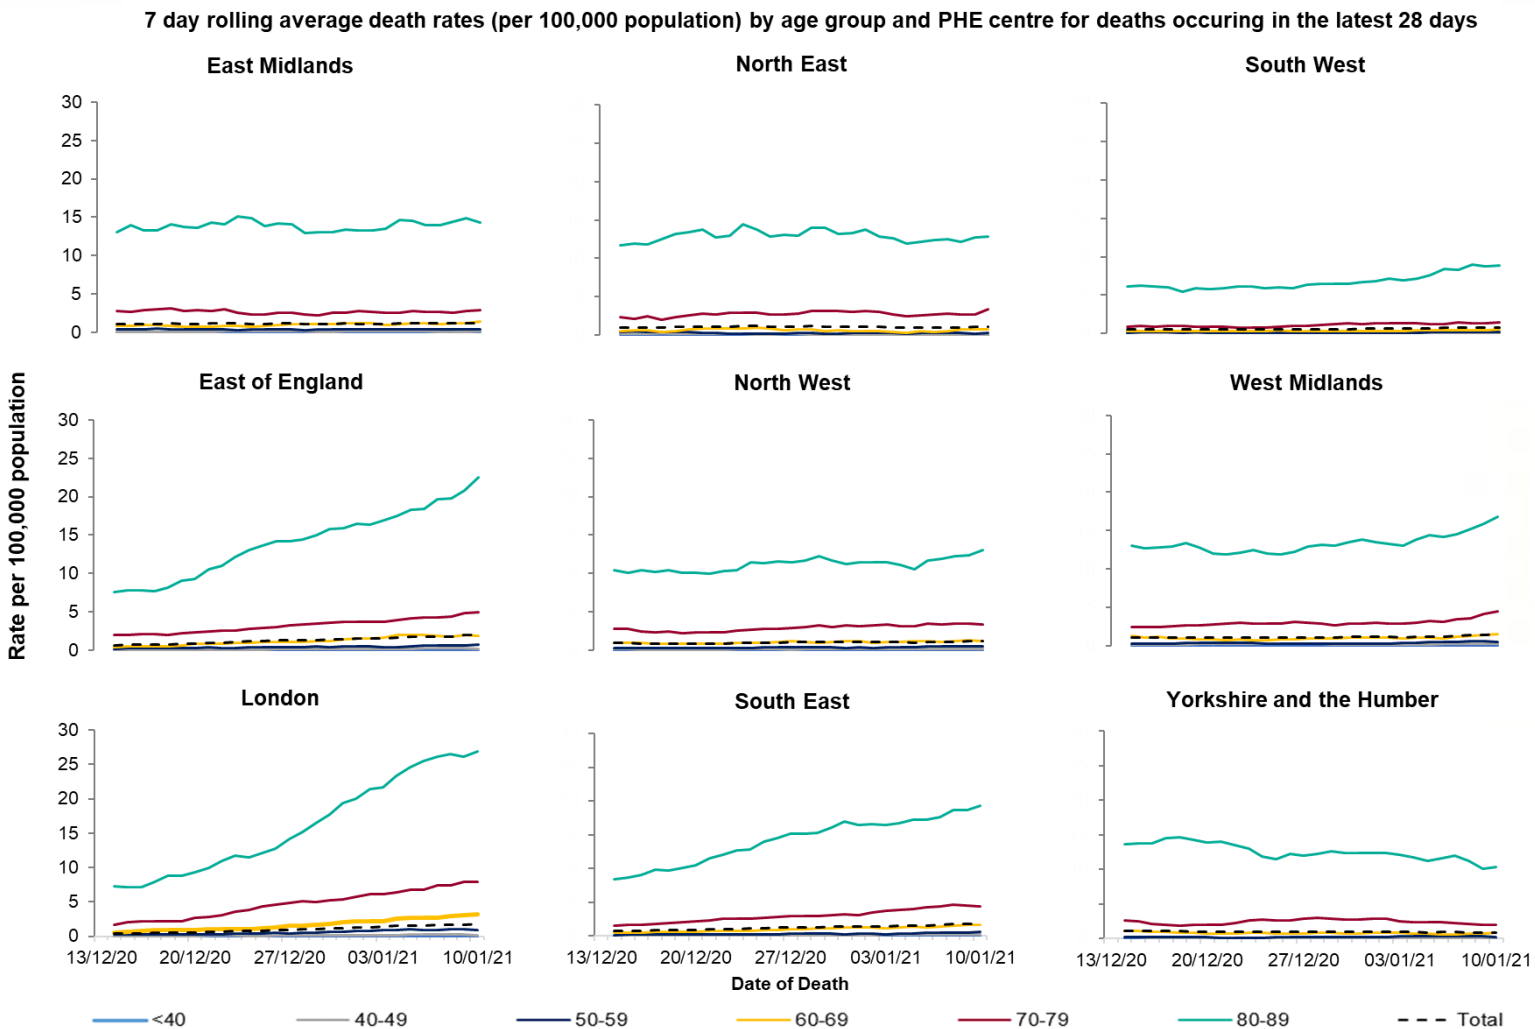 7 day rolling average death rates (per 100,000 population) by age group and PHE centre for deaths occuring in the latest 28 days
East Midlands
North East
South West
30
25
20
15
10
5
0
East of England
North West
West Midlands
Rate per 100,000 population
30
25
20
15
10
5
0
London
South East
Yorkshire and the Humber
30
25
20
15
10
5
0
13/12/20 20/12/20 27/12/20 03/01/21 10/01/21
13/12/20 20/12/20 27/12/20 03/01/21 10/01/21
13/12/20 20/12/20 27/12/20 03/01/21 10/01/21
Date of Death
<40 40-49 50-59 60-69 70-79 80-89 Total